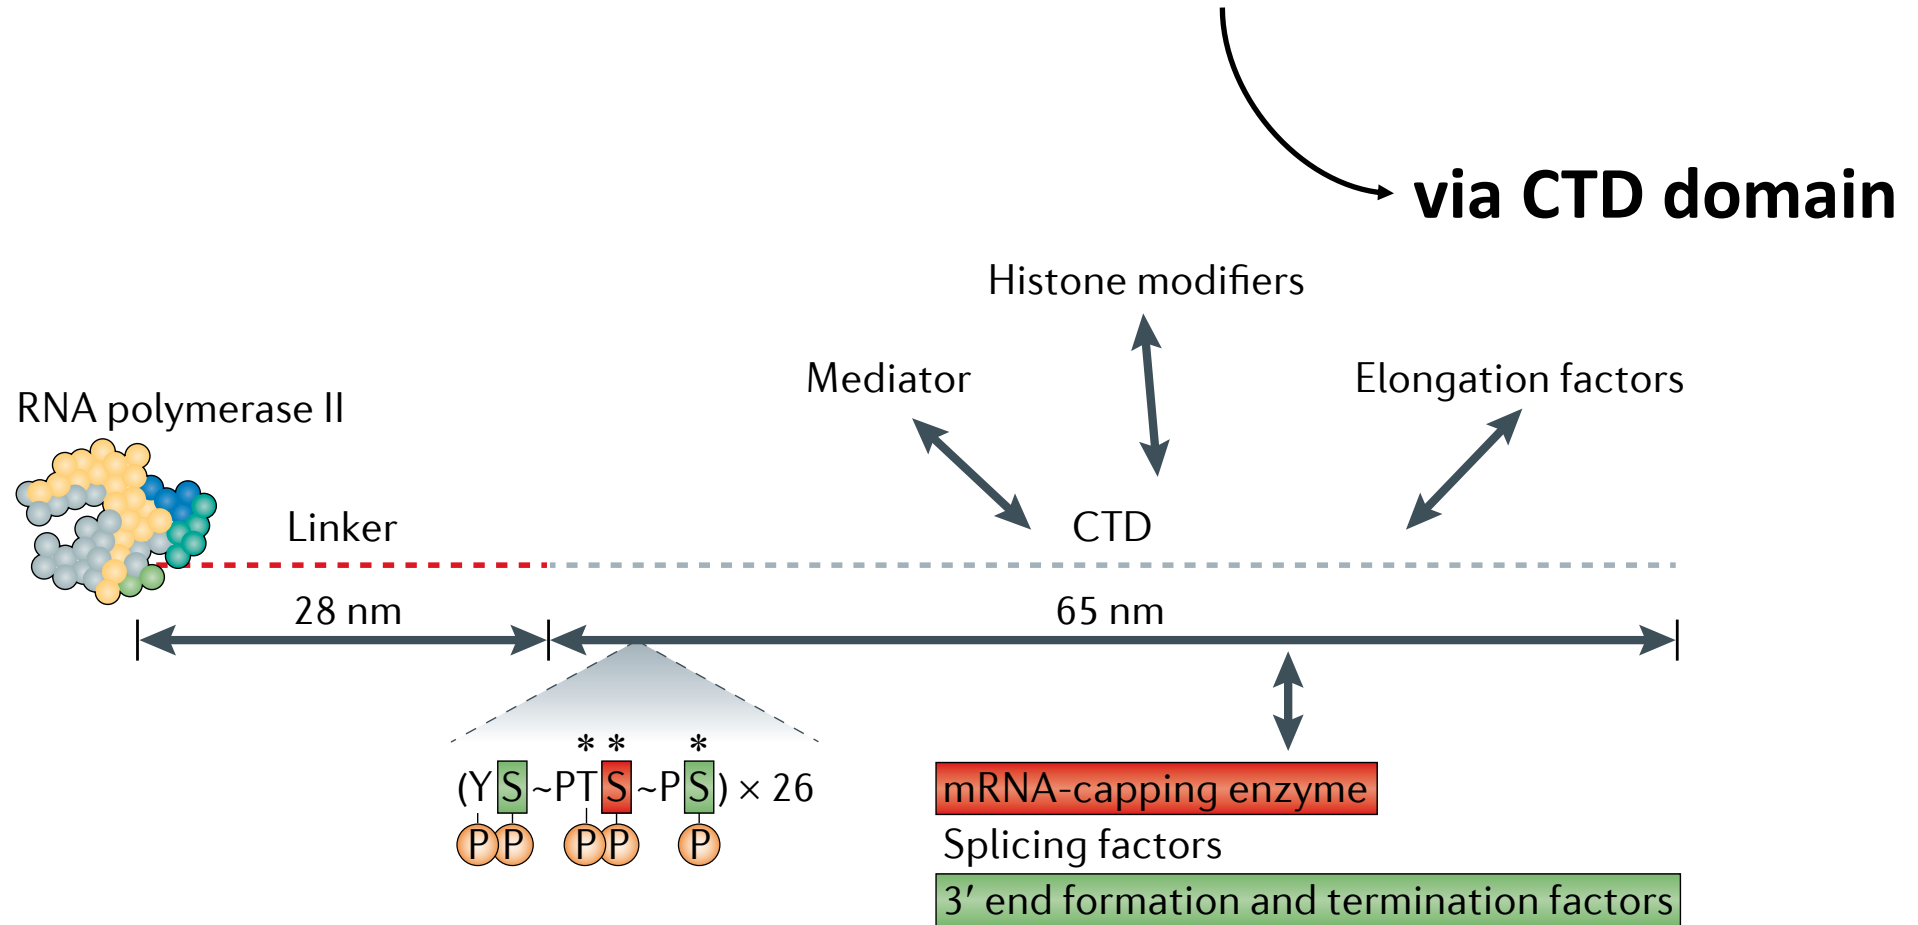 via CTD domain
Histone modifiers
Mediator
Elongation factors
RNA polymerase II
Linker
CTD
28 nm
65 nm
* * *
(Y S ~PT S ~P S) × 26
P P P P P
mRNA-capping enzyme
Splicing factors
3′ end formation and termination factors